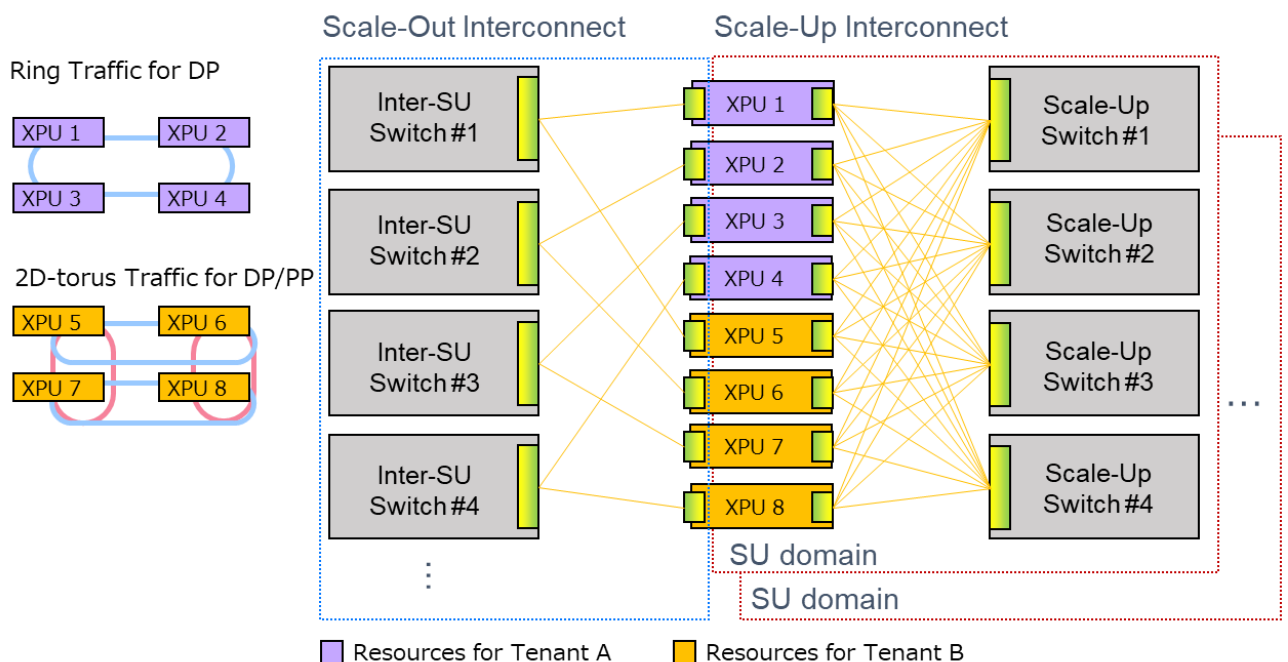 Scale-Out Interconnect
Scale-Up Interconnect
Ring Traffic for DP
XPU 1
XPU 2
XPU 3
XPU 4
2D-torus Traffic for DP/PP
XPU 5
XPU 6
XPU 7
XPU 8
Inter-SU
Switch #1
Inter-SU
Switch #2
Inter-SU
Switch #3
Inter-SU
Switch #4
⋮
XPU 1
XPU 2
XPU 3
XPU 4
XPU 5
XPU 6
XPU 7
XPU 8
Scale-Up
Switch #1
Scale-Up
Switch #2
Scale-Up
Switch #3
Scale-Up
Switch #4
...
SU domain
SU domain
Resources for Tenant A
Resources for Tenant B